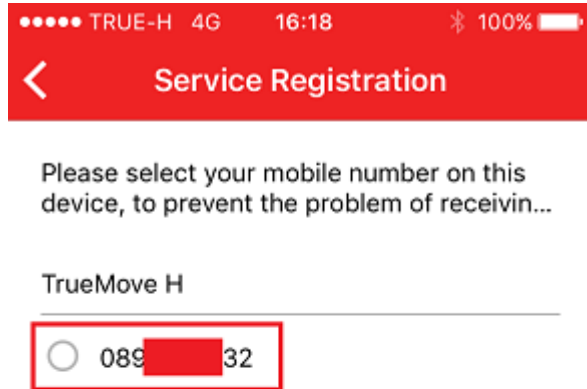 TRUE-H 4G 16:18 100%
Service Registration
Please select your mobile number on this
device, to prevent the problem of receivin...
TrueMove H
089 32